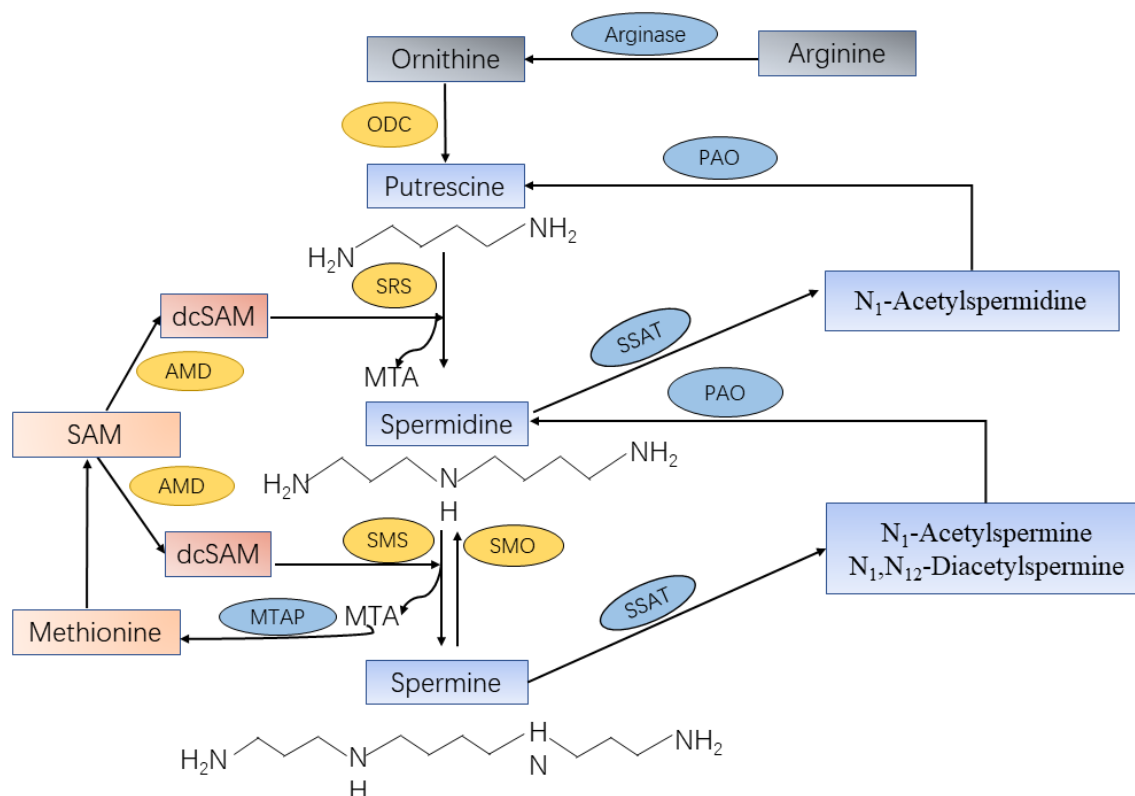 Arginase
Ornithine
Arginine
ODC
PAO
Putrescine
H₂N
NH₂
SRS
dcSAM
N₁-Acetylspermidine
SSAT
AMD
MTA
PAO
SAM
Spermidine
NH₂
H₂N
N
H
AMD
N₁-Acetylspermine
N₁,N₁₂-Diacetylspermine
dcSAM
SMS
SMO
SSAT
MTAP
MTA
Methionine
Spermine
H
N
NH₂
H₂N
N
H